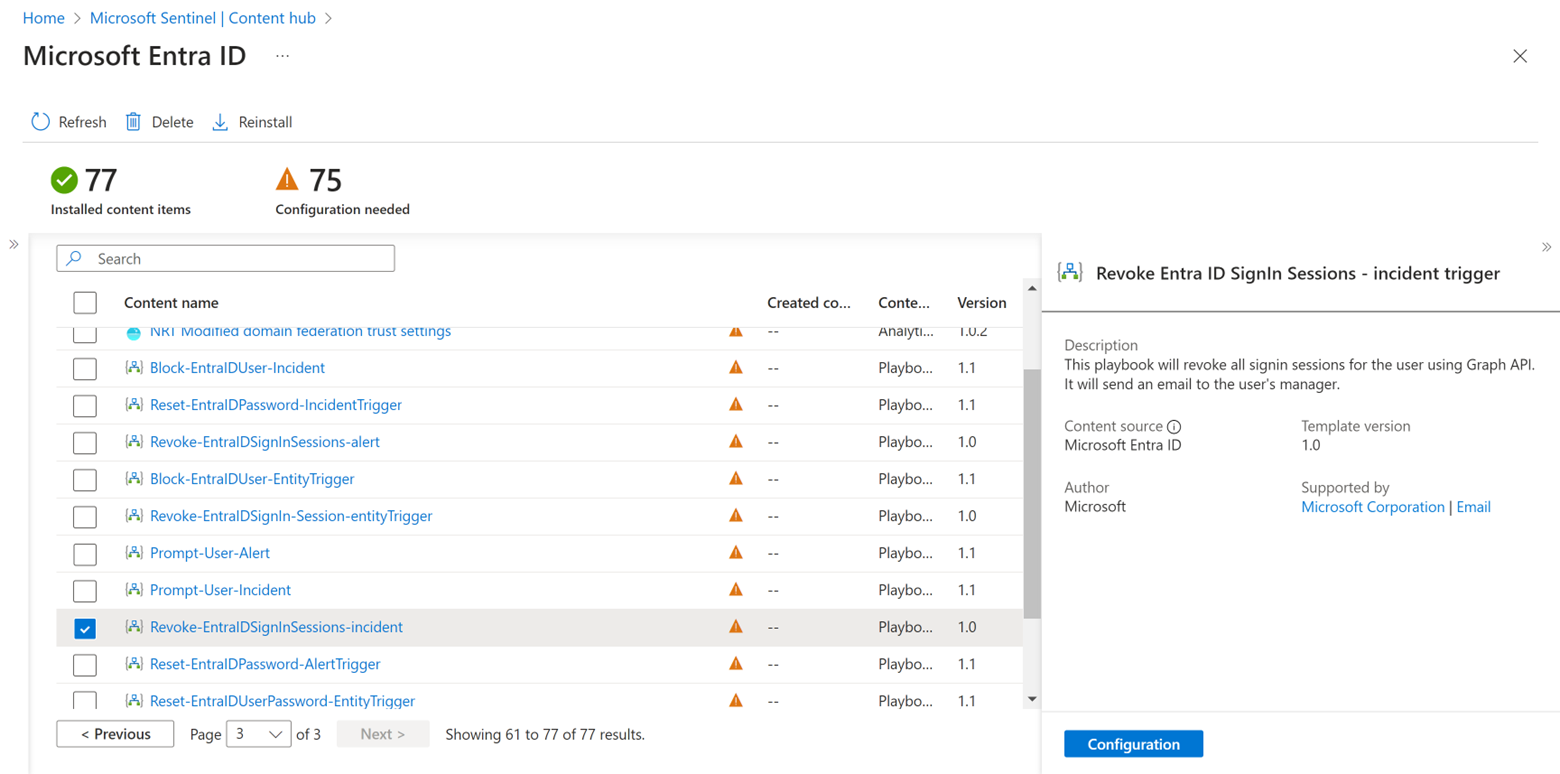 Home > Microsoft Sentinel | Content hub >
Microsoft Entra ID ...
Refresh Delete Reinstall
77 75
Installed content items Configuration needed
Search
Content name Created co... Conte... Version
NRT Modified domain federation trust settings -- Analyti... 1.0.2
Block-EntraIDUser-Incident -- Playbo... 1.1
Reset-EntraIDPassword-IncidentTrigger -- Playbo... 1.1
Revoke-EntraIDSignInSessions-alert -- Playbo... 1.0
Block-EntraIDUser-EntityTrigger -- Playbo... 1.1
Revoke-EntraIDSignIn-Session-entityTrigger -- Playbo... 1.0
Prompt-User-Alert -- Playbo... 1.1
Prompt-User-Incident -- Playbo... 1.1
Revoke-EntraIDSignInSessions-incident -- Playbo... 1.0
Reset-EntraIDPassword-AlertTrigger -- Playbo... 1.1
Reset-EntraIDUserPassword-EntityTrigger -- Playbo... 1.1
< Previous Page 3 of 3 Next > Showing 61 to 77 of 77 results.
Revoke Entra ID SignIn Sessions - incident trigger
Description
This playbook will revoke all signin sessions for the user using Graph API.
It will send an email to the user's manager.
Content source Template version
Microsoft Entra ID 1.0
Author Supported by
Microsoft Microsoft Corporation | Email
Configuration